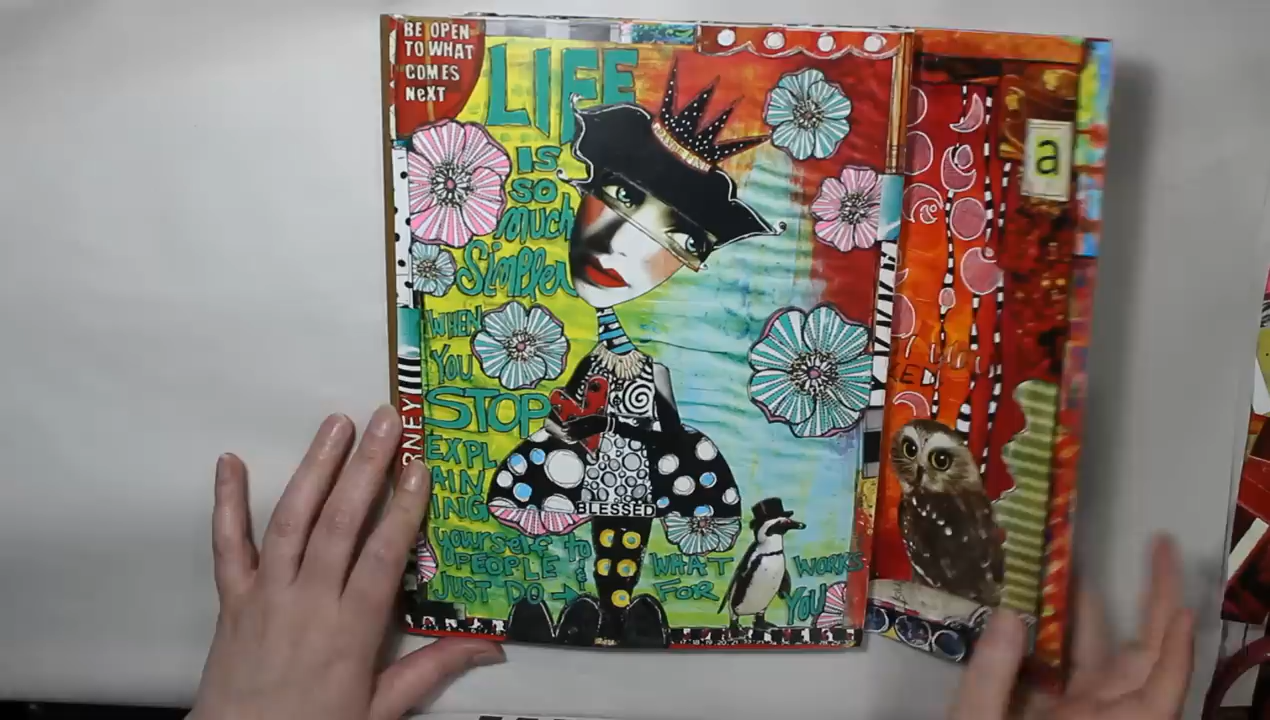 BE OPEN
TO WHAT
COMES
NeXT
LIFE
IS
SO
much
Simpler
WHEN
YOU
STOP
EXPL
AIN
ING
yourself to
PEOPLE &
JUST DO →
WHAT
FOR
WORKS
YOU
BLESSED
a